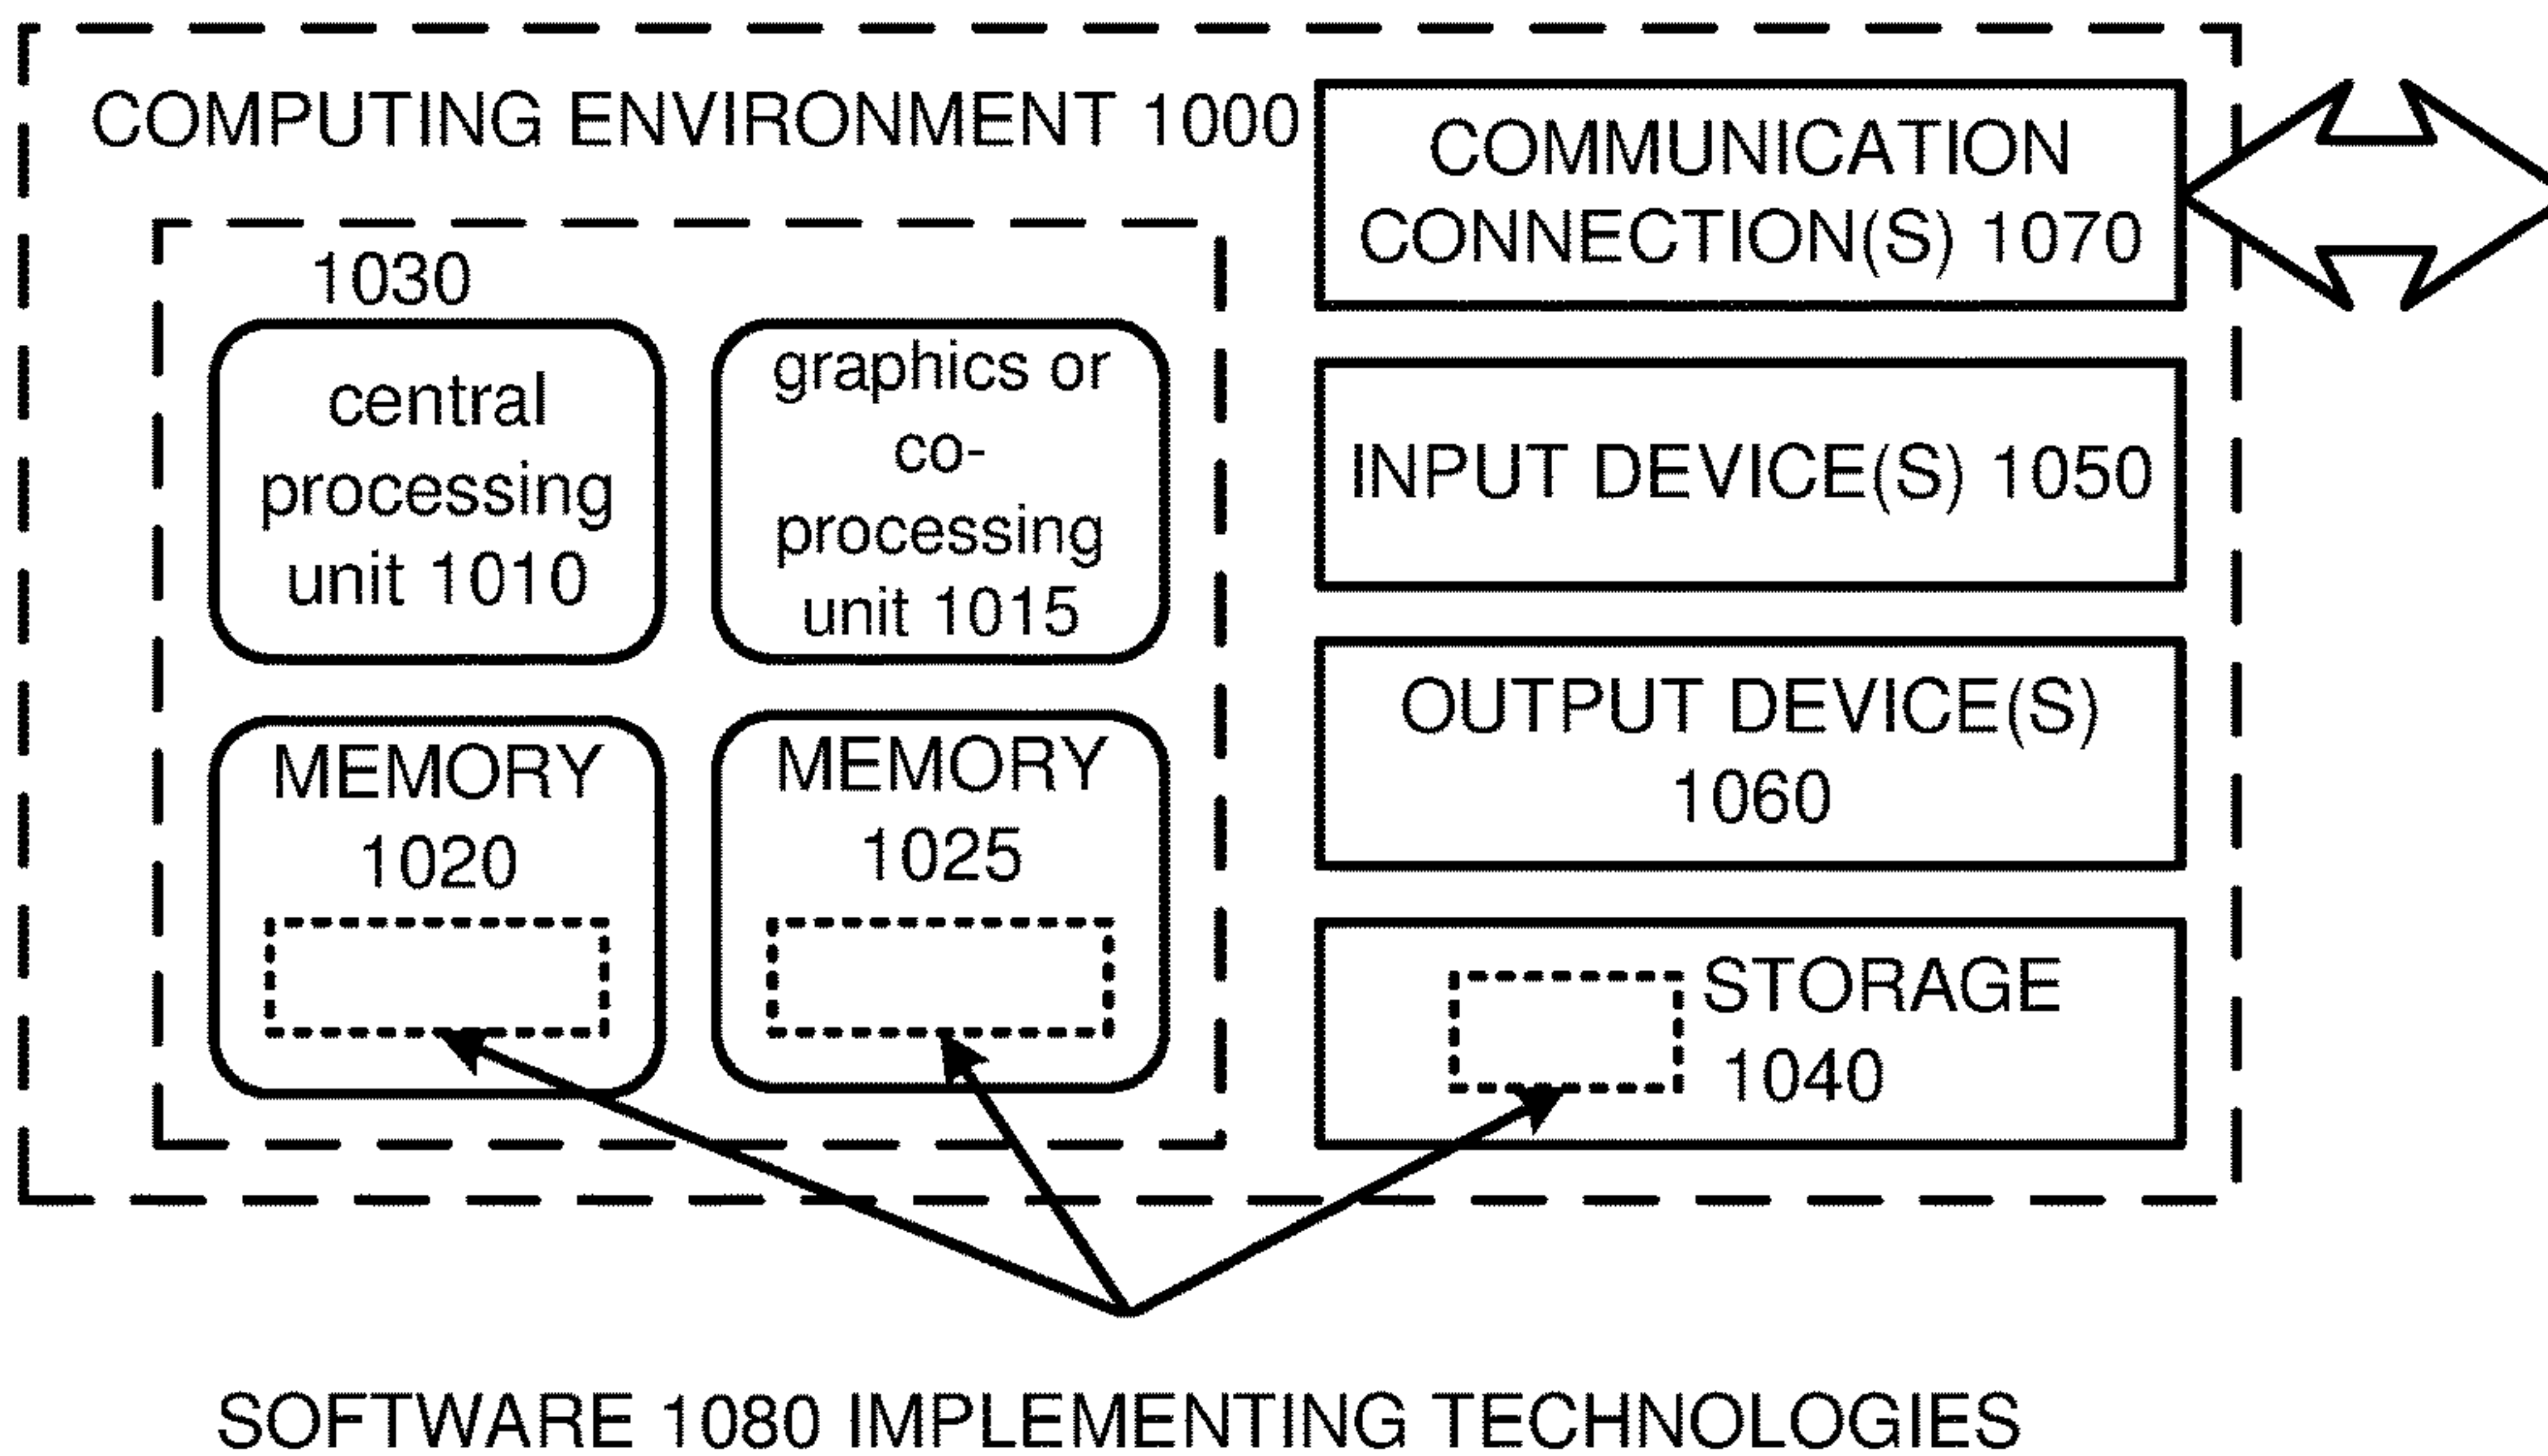 COMPUTING ENVIRONMENT 1000
1030
central
processing
unit 1010
graphics or
co-
processing
unit 1015
MEMORY
1020
MEMORY
1025
COMMUNICATION
CONNECTION(S) 1070
INPUT DEVICE(S) 1050
OUTPUT DEVICE(S)
1060
STORAGE
1040
SOFTWARE 1080 IMPLEMENTING TECHNOLOGIES